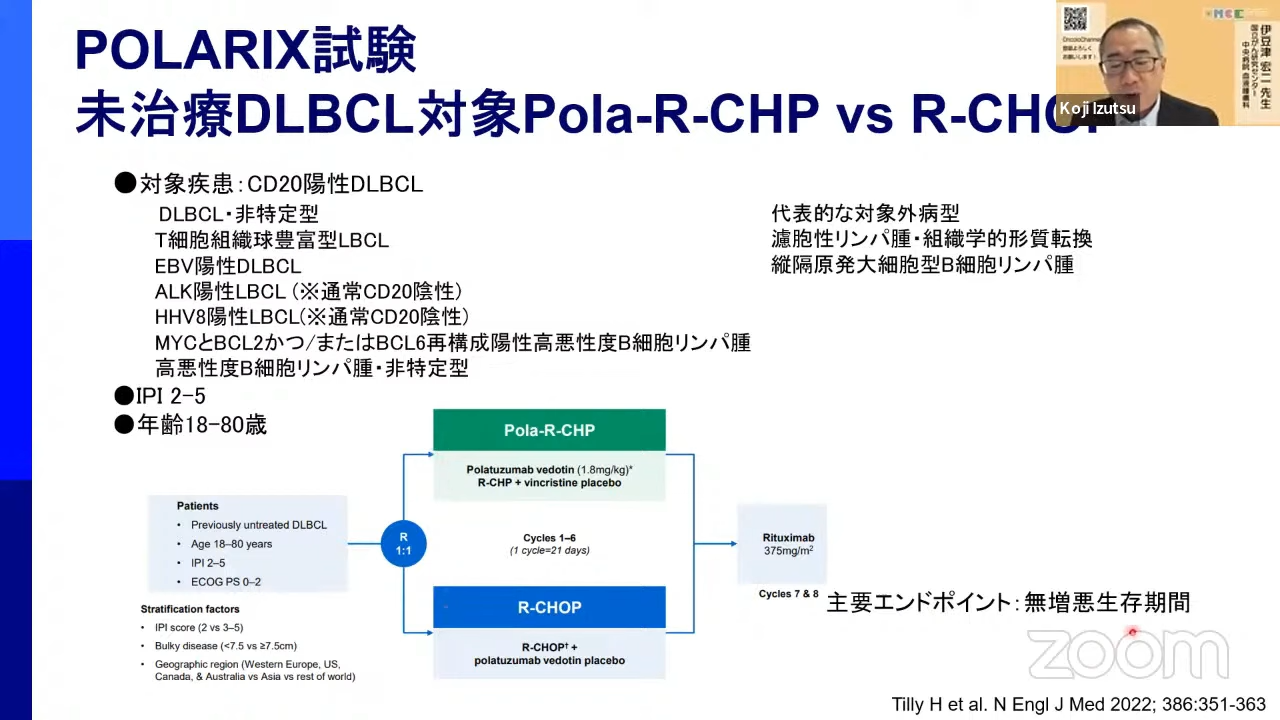 POLARIX試験
未治療DLBCL対象Pola-R-CHP vs R-CHOP
Koji Izutsu
伊豆津 宏二 先生
国立がん研究センター
中央病院 血液腫瘍科
●対象疾患：CD20陽性DLBCL
DLBCL・非特定型
T細胞組織球豊富型LBCL
EBV陽性DLBCL
ALK陽性LBCL (※通常CD20陰性)
HHV8陽性LBCL(※通常CD20陰性)
MYCとBCL2かつ/またはBCL6再構成陽性高悪性度B細胞リンパ腫
高悪性度B細胞リンパ腫・非特定型
代表的な対象外病型
濾胞性リンパ腫・組織学的形質転換
縦隔原発大細胞型B細胞リンパ腫
●IPI 2-5
●年齢18-80歳
Patients
• Previously untreated DLBCL
• Age 18–80 years
• IPI 2–5
• ECOG PS 0–2
Stratification factors
• IPI score (2 vs 3–5)
• Bulky disease (<7.5 vs ≥7.5cm)
• Geographic region (Western Europe, US,
Canada, & Australia vs Asia vs rest of world)
R
1:1
Pola-R-CHP
Polatuzumab vedotin (1.8mg/kg)*
R-CHP + vincristine placebo
Cycles 1–6
(1 cycle=21 days)
R-CHOP
R-CHOP† +
polatuzumab vedotin placebo
Rituximab
375mg/m²
Cycles 7 & 8
主要エンドポイント：無増悪生存期間
zoom
Tilly H et al. N Engl J Med 2022; 386:351-363